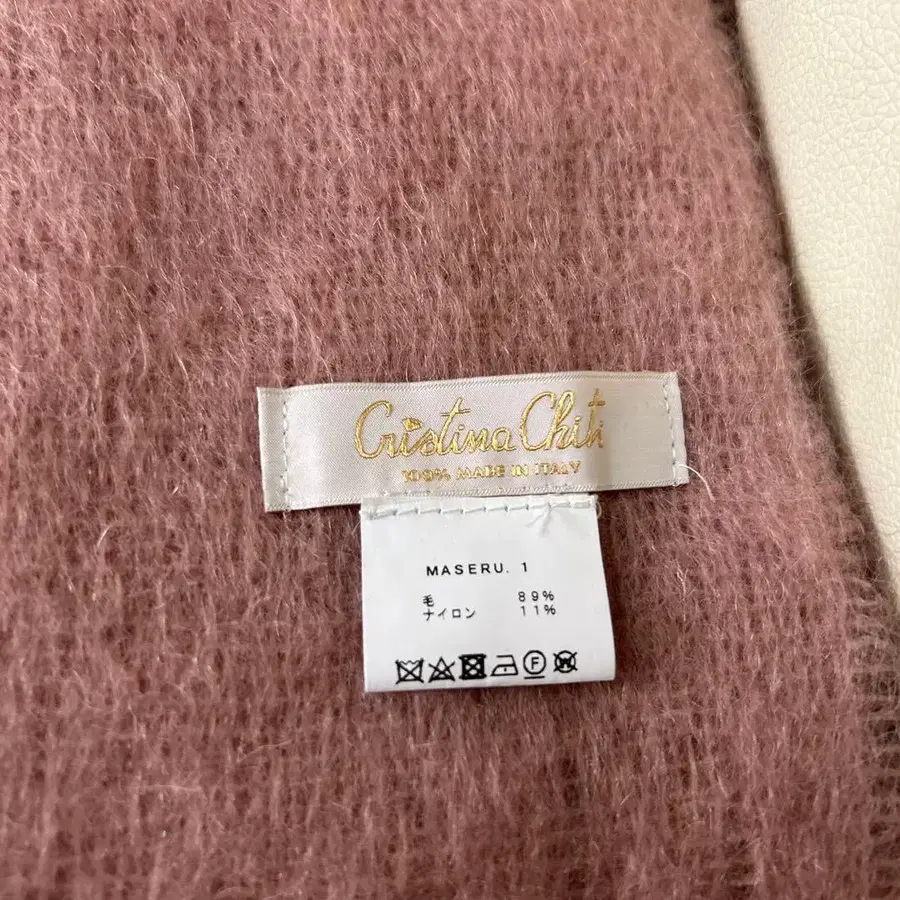 Cristina Chiti
100% MADE IN ITALY
MASERU. 1
毛 89%
ナイロン 11%
F
W